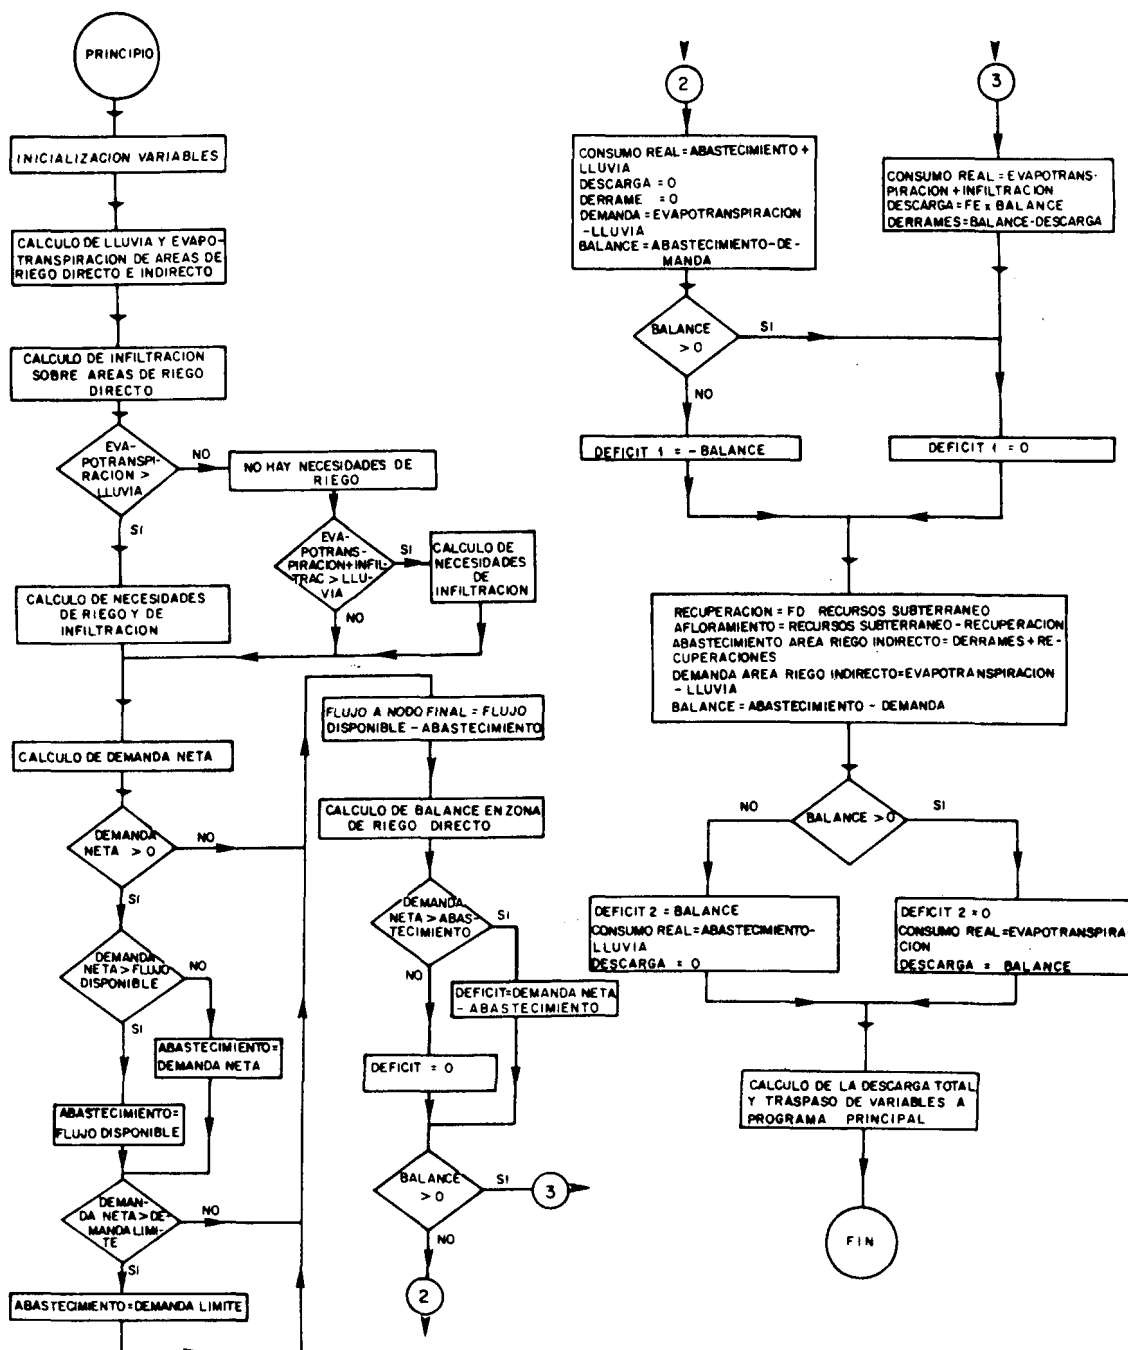 PRINCIPIO
INICIALIZACION VARIABLES
CALCULO DE LLUVIA Y EVAPO-
TRANSPIRACION DE AREAS DE
RIEGO DIRECTO E INDIRECTO
CALCULO DE INFILTRACION
SOBRE AREAS DE RIEGO
DIRECTO
EVA-
POTRANSPI-
RACION >
LLUVIA
NO
SI
NO HAY NECESIDADES DE
RIEGO
EVA-
POTRANS-
PIRACION+INFIL-
TRAC > LLU-
VIA
SI
NO
CALCULO DE
NECESIDADES
DE
INFILTRACION
CALCULO DE NECESIDADES
DE RIEGO Y DE
INFILTRACION
CALCULO DE DEMANDA NETA
DEMANDA
NETA > 0
NO
SI
DEMANDA
NETA > FLUJO
DISPONIBLE
NO
SI
ABASTECIMIENTO=
DEMANDA NETA
ABASTECIMIENTO=
FLUJO DISPONIBLE
DEMAN-
DA NETA > DE-
MANDA LIMI-
TE
NO
SI
ABASTECIMIENTO=DEMANDA LIMITE
FLUJO A NODO FINAL = FLUJO
DISPONIBLE - ABASTECIMIENTO
CALCULO DE BALANCE EN ZONA
DE RIEGO DIRECTO
DEMANDA
NETA > ABAS-
TECIMIENTO
SI
NO
DEFICIT=DEMANDA NETA
- ABASTECIMIENTO
DEFICIT = 0
BALANCE
> 0
SI
3
NO
2
2
CONSUMO REAL = ABASTECIMIENTO +
LLUVIA
DESCARGA = 0
DERRAME = 0
DEMANDA = EVAPOTRANSPIRACION
- LLUVIA
BALANCE = ABASTECIMIENTO-DE-
MANDA
BALANCE
> 0
SI
NO
DEFICIT 1 = - BALANCE
3
CONSUMO REAL = EVAPOTRANS-
PIRACION + INFILTRACION
DESCARGA = FE x BALANCE
DERRAMES = BALANCE-DESCARGA
DEFICIT 1 = 0
RECUPERACION = FD RECURSOS SUBTERRANEO
AFLORAMIENTO = RECURSOS SUBTERRANEO - RECUPERACION
ABASTECIMIENTO AREA RIEGO INDIRECTO = DERRAMES + RE-
CUPERACIONES
DEMANDA AREA RIEGO INDIRECTO = EVAPOTRANSPIRACION
- LLUVIA
BALANCE = ABASTECIMIENTO - DEMANDA
BALANCE > 0
NO
SI
DEFICIT 2 = BALANCE
CONSUMO REAL = ABASTECIMIENTO-
LLUVIA
DESCARGA = 0
DEFICIT 2 = 0
CONSUMO REAL = EVAPOTRANSPIRA-
CION
DESCARGA = BALANCE
CALCULO DE LA DESCARGA TOTAL
Y TRASPASO DE VARIABLES A
PROGRAMA PRINCIPAL
FIN